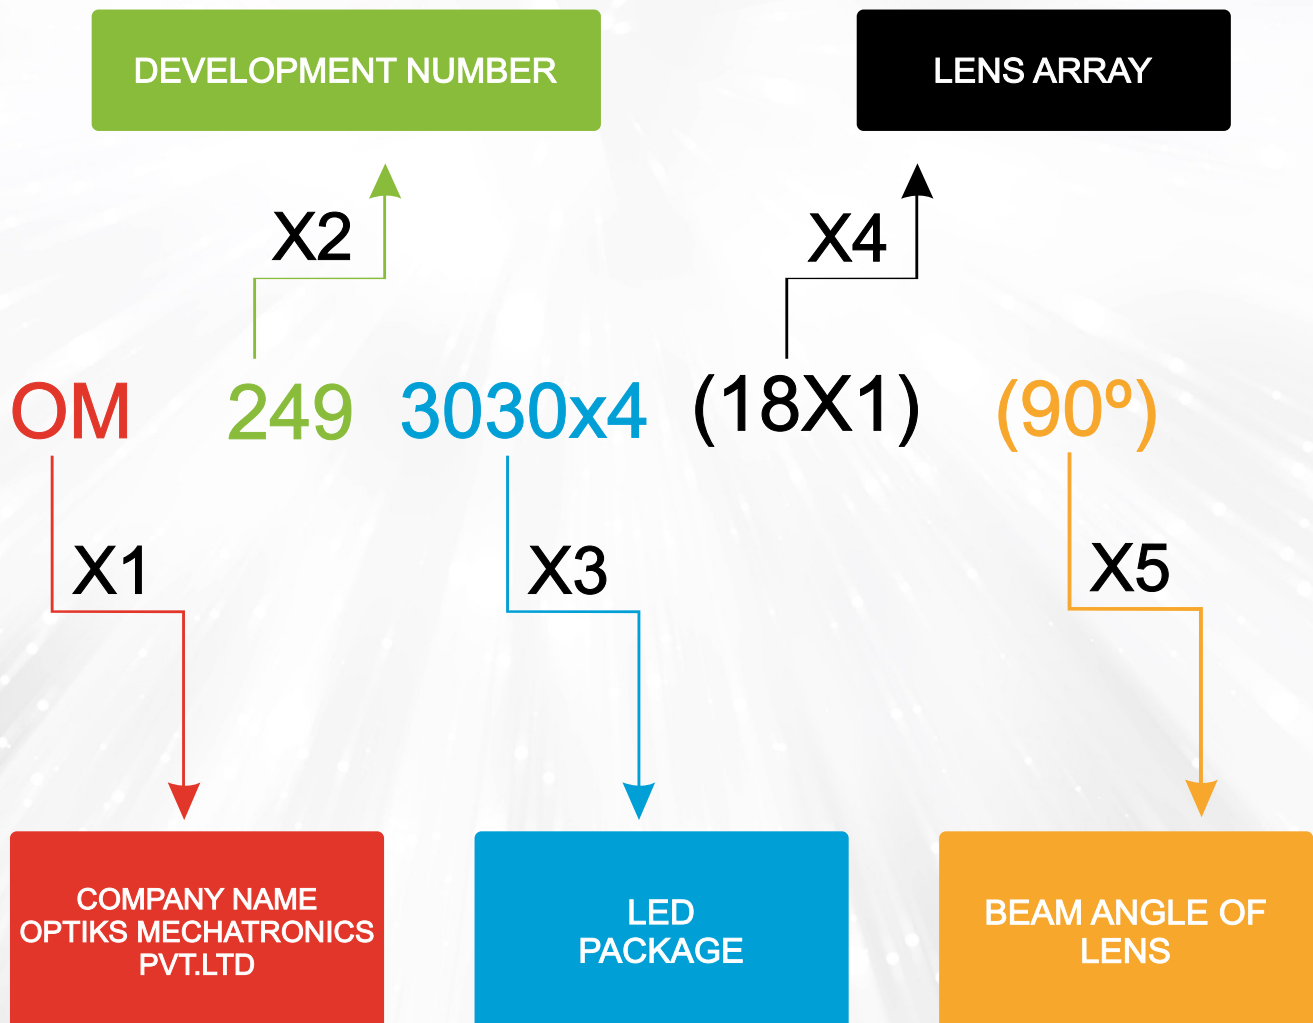 DEVELOPMENT NUMBER
LENS ARRAY
X2
X4
OM 249 3030x4 (18X1) (90º)
X1
X3
X5
COMPANY NAME
OPTIKS MECHATRONICS
PVT.LTD
LED
PACKAGE
BEAM ANGLE OF
LENS